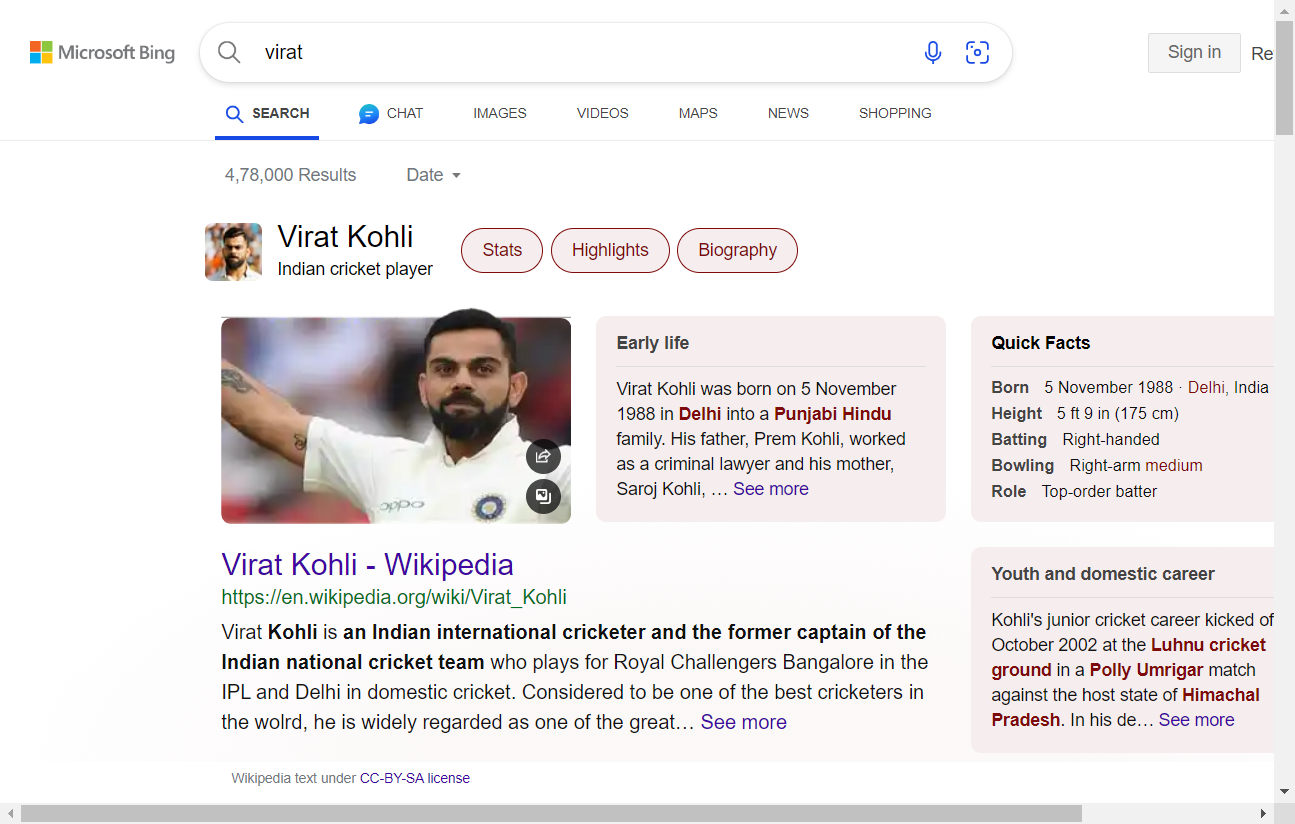 Microsoft Bing
virat
Sign in
Re
SEARCH
CHAT
IMAGES
VIDEOS
MAPS
NEWS
SHOPPING
4,78,000 Results
Date
Virat Kohli
Indian cricket player
Stats
Highlights
Biography
oppo
Early life
Virat Kohli was born on 5 November
1988 in Delhi into a Punjabi Hindu
family. His father, Prem Kohli, worked
as a criminal lawyer and his mother,
Saroj Kohli, … See more
Quick Facts
Born 5 November 1988 · Delhi, India
Height 5 ft 9 in (175 cm)
Batting Right-handed
Bowling Right-arm medium
Role Top-order batter
Virat Kohli - Wikipedia
https://en.wikipedia.org/wiki/Virat_Kohli
Virat Kohli is an Indian international cricketer and the former captain of the
Indian national cricket team who plays for Royal Challengers Bangalore in the
IPL and Delhi in domestic cricket. Considered to be one of the best cricketers in
the wolrd, he is widely regarded as one of the great… See more
Wikipedia text under CC-BY-SA license
Youth and domestic career
Kohli's junior cricket career kicked of
October 2002 at the Luhnu cricket
ground in a Polly Umrigar match
against the host state of Himachal
Pradesh. In his de… See more